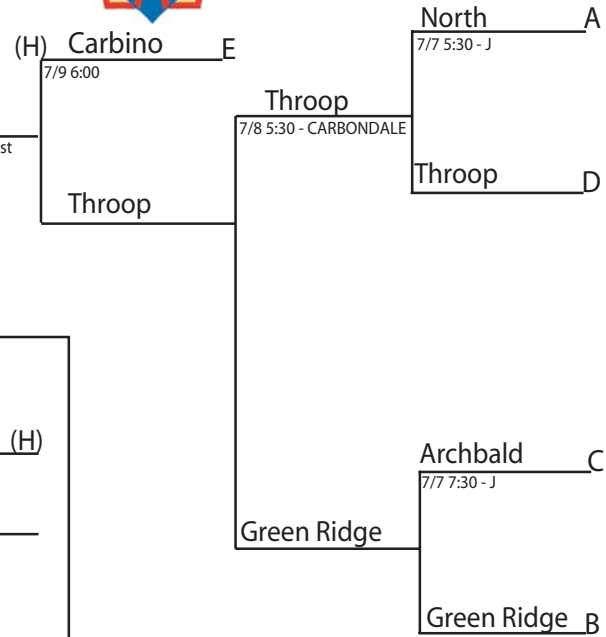 North A
7/7 5:30 - J
(H) Carbino E
7/9 6:00
Throop
7/8 5:30 - CARBONDALE
st
Throop D
Throop
(H)
Archbald C
7/7 7:30 - J
Green Ridge
Green Ridge B